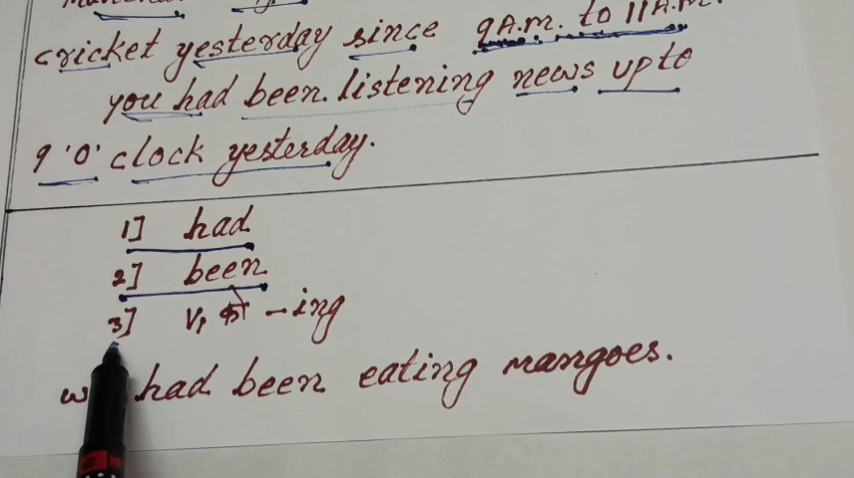 cricket yesterday since 9A.m. to 11A.m.
you had been listening news upto
9 'O' clock yesterday.
1] had
2] been
3] V₁ -ing
had been eating mangoes.